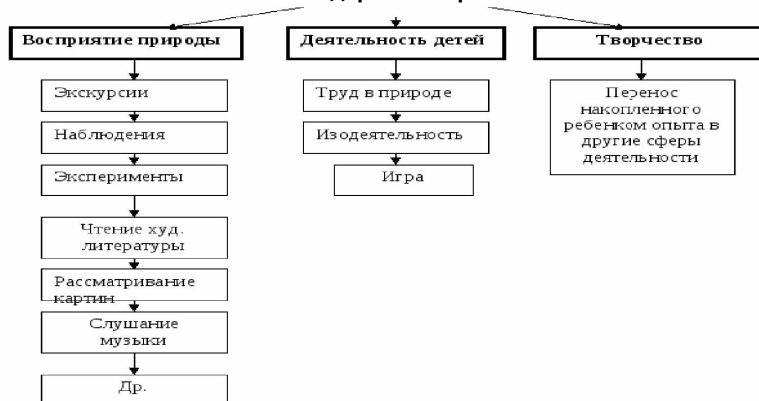 Восприятие природы
Экскурсии
Наблюдения
Эксперименты
Чтение худ.
литературы
Рассматривание
картин
Слушание
музыки
Др.
Деятельность детей
Труд в природе
Изодеятельность
Игра
Творчество
Перенос
накопленного
ребенком опыта в
другие сферы
деятельности